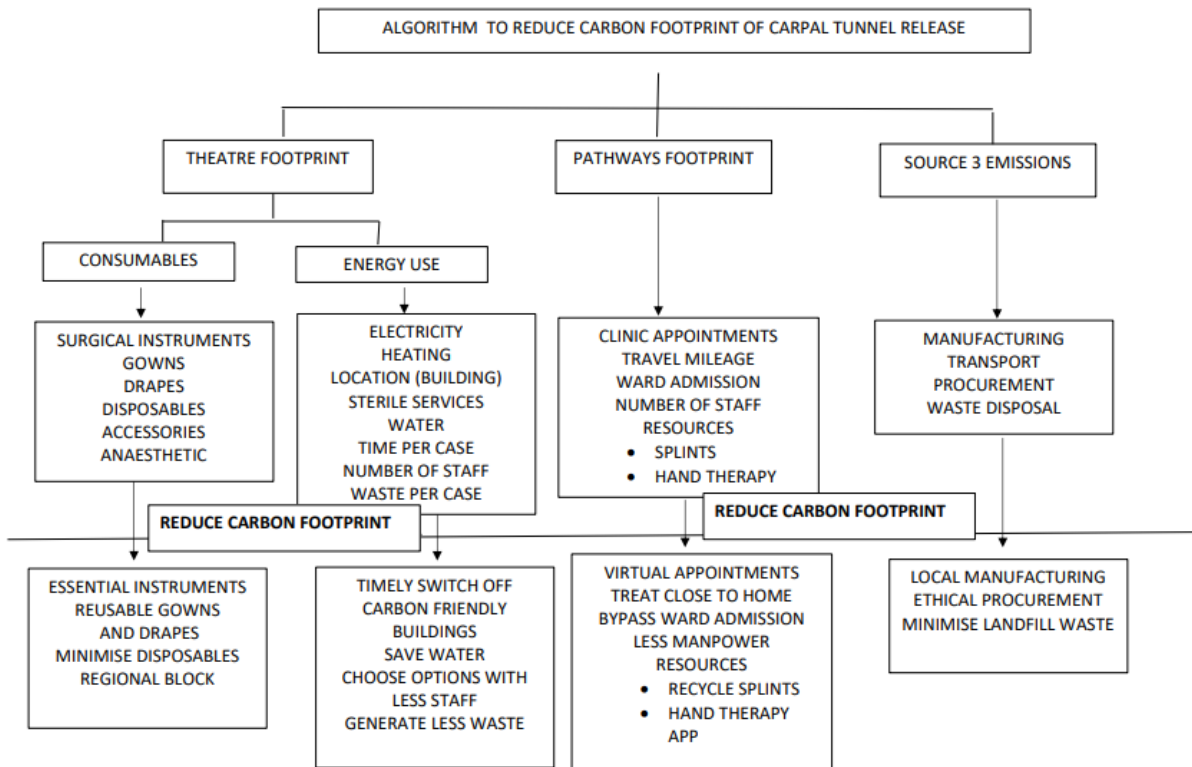 ALGORITHM TO REDUCE CARBON FOOTPRINT OF CARPAL TUNNEL RELEASE
THEATRE FOOTPRINT
PATHWAYS FOOTPRINT
SOURCE 3 EMISSIONS
CONSUMABLES
ENERGY USE
SURGICAL INSTRUMENTS
GOWNS
DRAPES
DISPOSABLES
ACCESSORIES
ANAESTHETIC
ELECTRICITY
HEATING
LOCATION (BUILDING)
STERILE SERVICES
WATER
TIME PER CASE
NUMBER OF STAFF
WASTE PER CASE
CLINIC APPOINTMENTS
TRAVEL MILEAGE
WARD ADMISSION
NUMBER OF STAFF
RESOURCES
• SPLINTS
• HAND THERAPY
MANUFACTURING
TRANSPORT
PROCUREMENT
WASTE DISPOSAL
REDUCE CARBON FOOTPRINT
REDUCE CARBON FOOTPRINT
ESSENTIAL INSTRUMENTS
REUSABLE GOWNS
AND DRAPES
MINIMISE DISPOSABLES
REGIONAL BLOCK
TIMELY SWITCH OFF
CARBON FRIENDLY
BUILDINGS
SAVE WATER
CHOOSE OPTIONS WITH
LESS STAFF
GENERATE LESS WASTE
VIRTUAL APPOINTMENTS
TREAT CLOSE TO HOME
BYPASS WARD ADMISSION
LESS MANPOWER
RESOURCES
• RECYCLE SPLINTS
• HAND THERAPY
APP
LOCAL MANUFACTURING
ETHICAL PROCUREMENT
MINIMISE LANDFILL WASTE